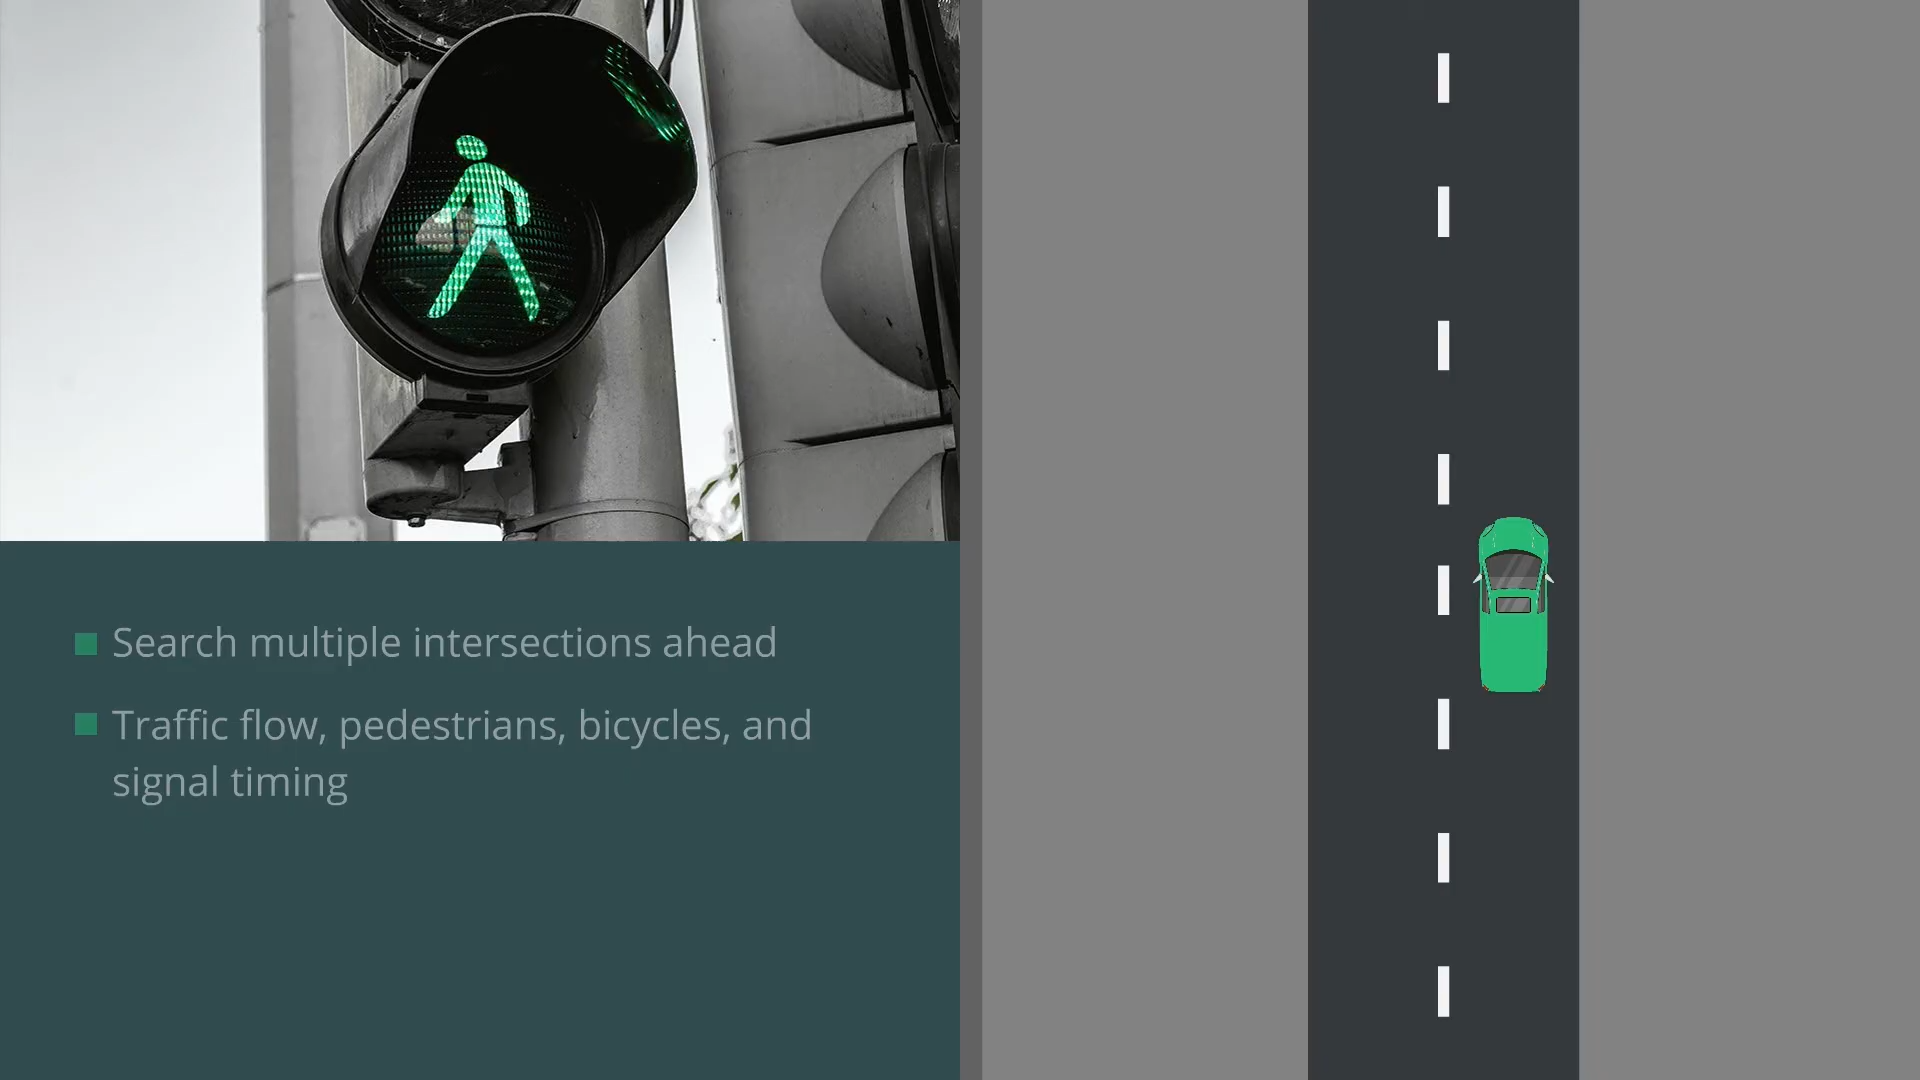 Search multiple intersections ahead
Traffic flow, pedestrians, bicycles, and
signal timing